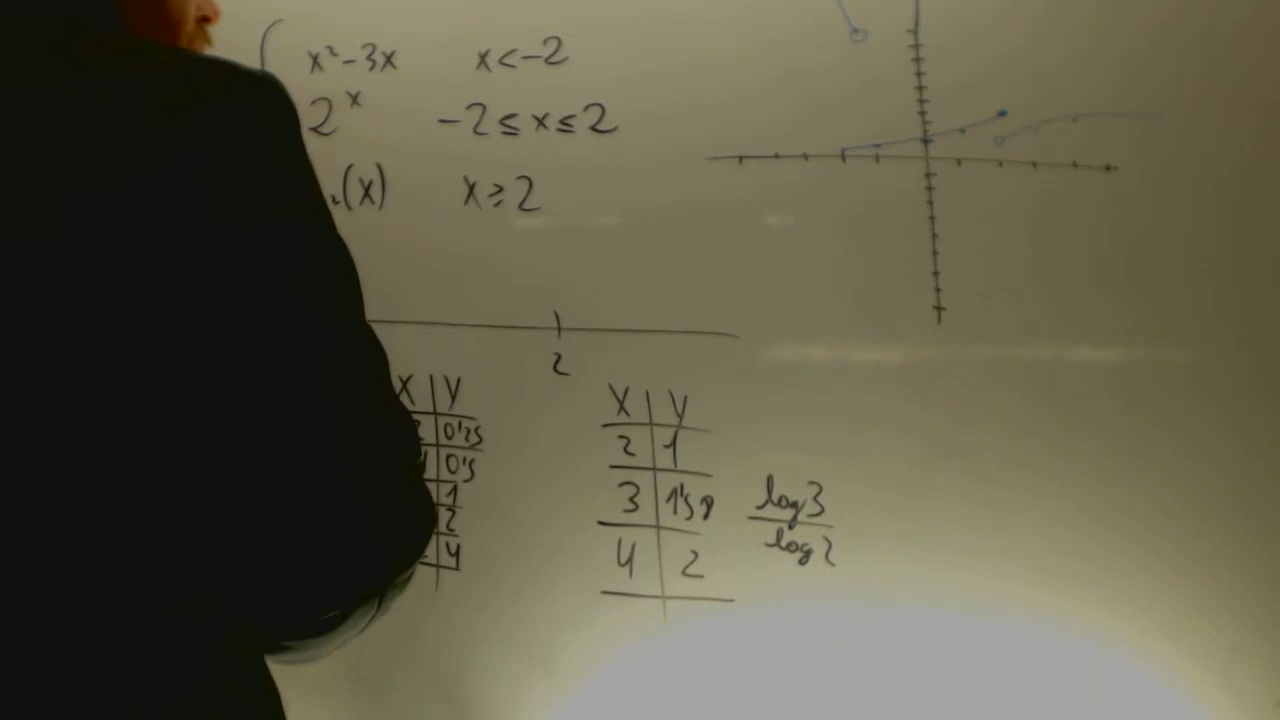 x²-3x x<-2
2^x -2≤x≤2
₂(x) x≥2
2
X Y
0'25
0'5
1
2
4
X Y
2 1
3 1'58
4 2
log3
log2